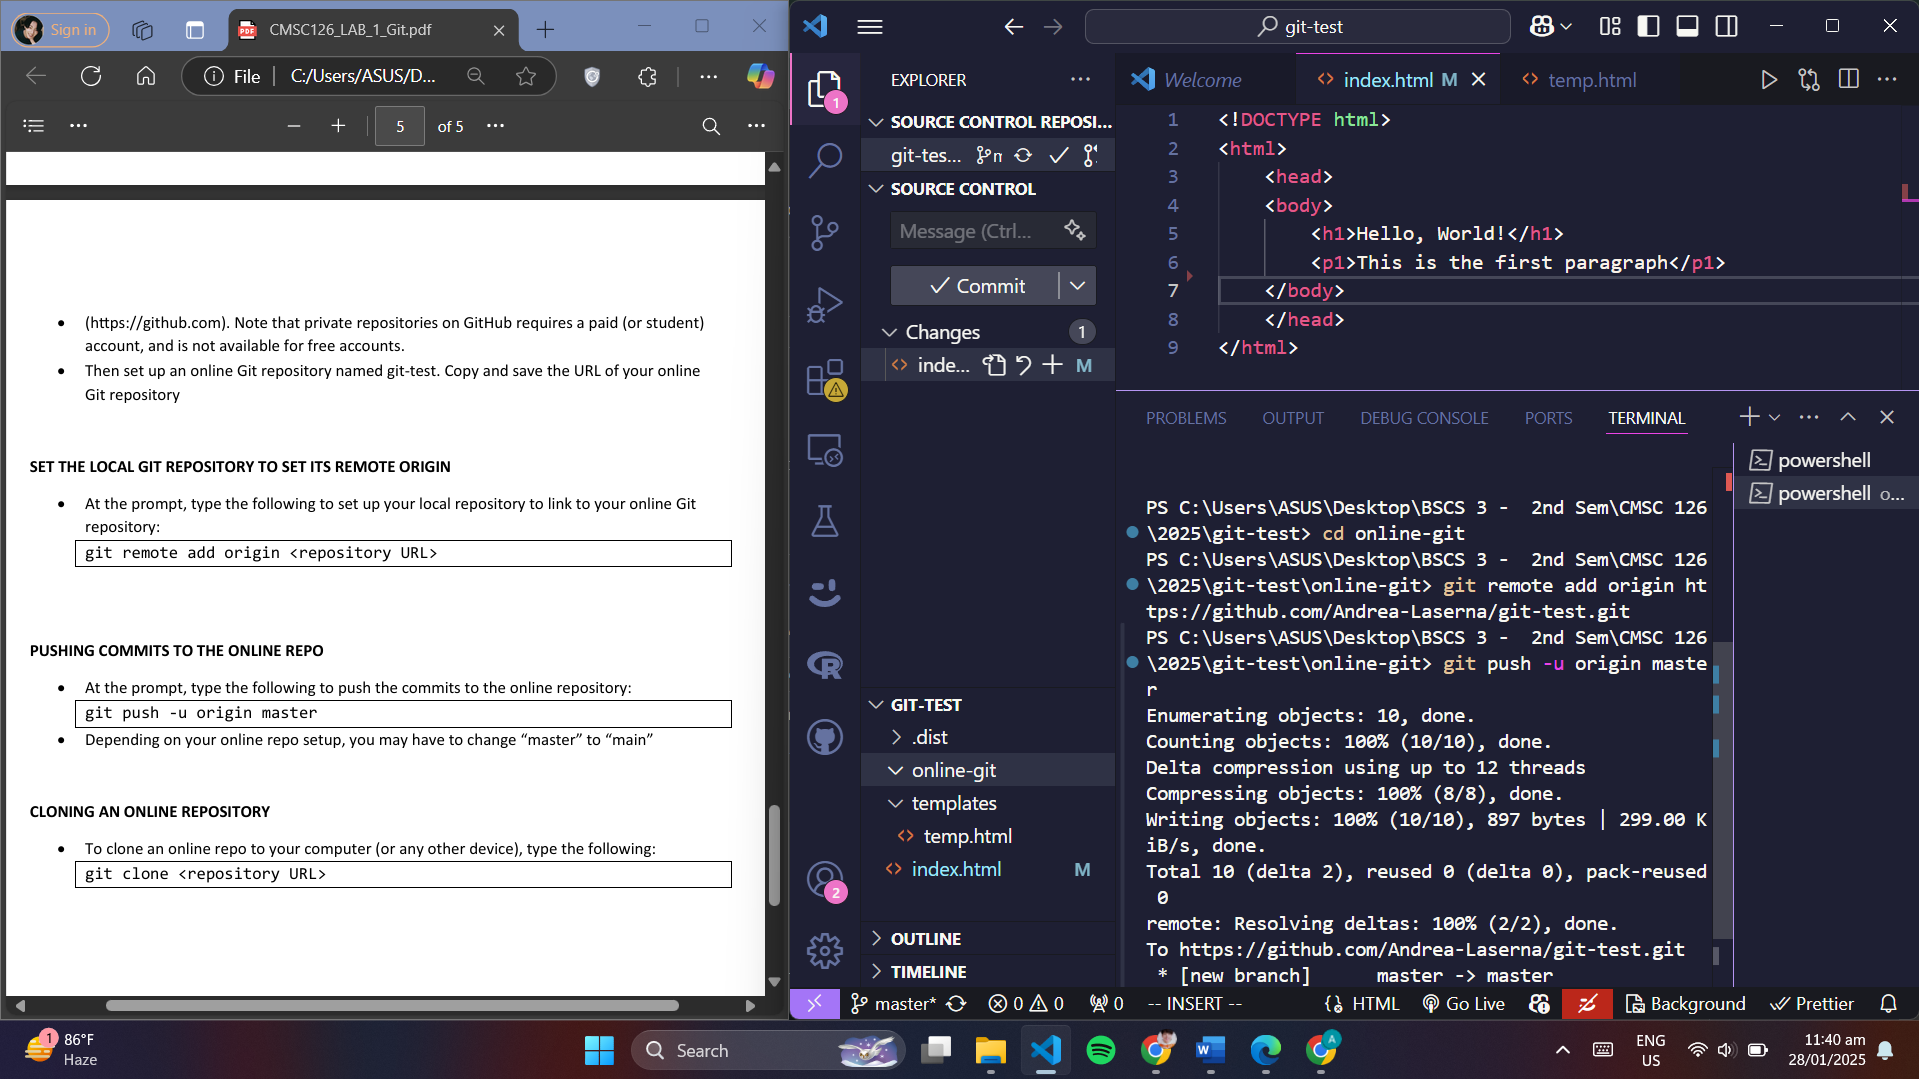 Sign in
CMSC126_LAB_1_Git.pdf
File
C:/Users/ASUS/D...
5
of 5
(https://github.com). Note that private repositories on GitHub requires a paid (or student)
account, and is not available for free accounts.
Then set up an online Git repository named git-test. Copy and save the URL of your online
Git repository
SET THE LOCAL GIT REPOSITORY TO SET ITS REMOTE ORIGIN
At the prompt, type the following to set up your local repository to link to your online Git
repository:
git remote add origin <repository URL>
PUSHING COMMITS TO THE ONLINE REPO
At the prompt, type the following to push the commits to the online repository:
git push -u origin master
Depending on your online repo setup, you may have to change “master” to “main”
CLONING AN ONLINE REPOSITORY
To clone an online repo to your computer (or any other device), type the following:
git clone <repository URL>
git-test
1
EXPLORER
SOURCE CONTROL REPOSI...
git-tes...
SOURCE CONTROL
Message (Ctrl...
Commit
Changes
1
inde...
M
GIT-TEST
.dist
online-git
templates
temp.html
index.html
M
2
OUTLINE
TIMELINE
Welcome
index.html M
temp.html
1 <!DOCTYPE html>
2 <html>
3 <head>
4 <body>
5 <h1>Hello, World!</h1>
6 <p1>This is the first paragraph</p1>
7 </body>
8 </head>
9 </html>
PROBLEMS
OUTPUT
DEBUG CONSOLE
PORTS
TERMINAL
powershell
powershell o...
PS C:\Users\ASUS\Desktop\BSCS 3 -  2nd Sem\CMSC 126
\2025\git-test> cd online-git
PS C:\Users\ASUS\Desktop\BSCS 3 -  2nd Sem\CMSC 126
\2025\git-test\online-git> git remote add origin ht
tps://github.com/Andrea-Laserna/git-test.git
PS C:\Users\ASUS\Desktop\BSCS 3 -  2nd Sem\CMSC 126
\2025\git-test\online-git> git push -u origin maste
r
Enumerating objects: 10, done.
Counting objects: 100% (10/10), done.
Delta compression using up to 12 threads
Compressing objects: 100% (8/8), done.
Writing objects: 100% (10/10), 897 bytes | 299.00 K
iB/s, done.
Total 10 (delta 2), reused 0 (delta 0), pack-reused
 0
remote: Resolving deltas: 100% (2/2), done.
To https://github.com/Andrea-Laserna/git-test.git
 * [new branch]      master -> master
master*
0
0
0
-- INSERT --
HTML
Go Live
Background
Prettier
1
86°F
Haze
Search
A
ENG
US
11:40 am
28/01/2025